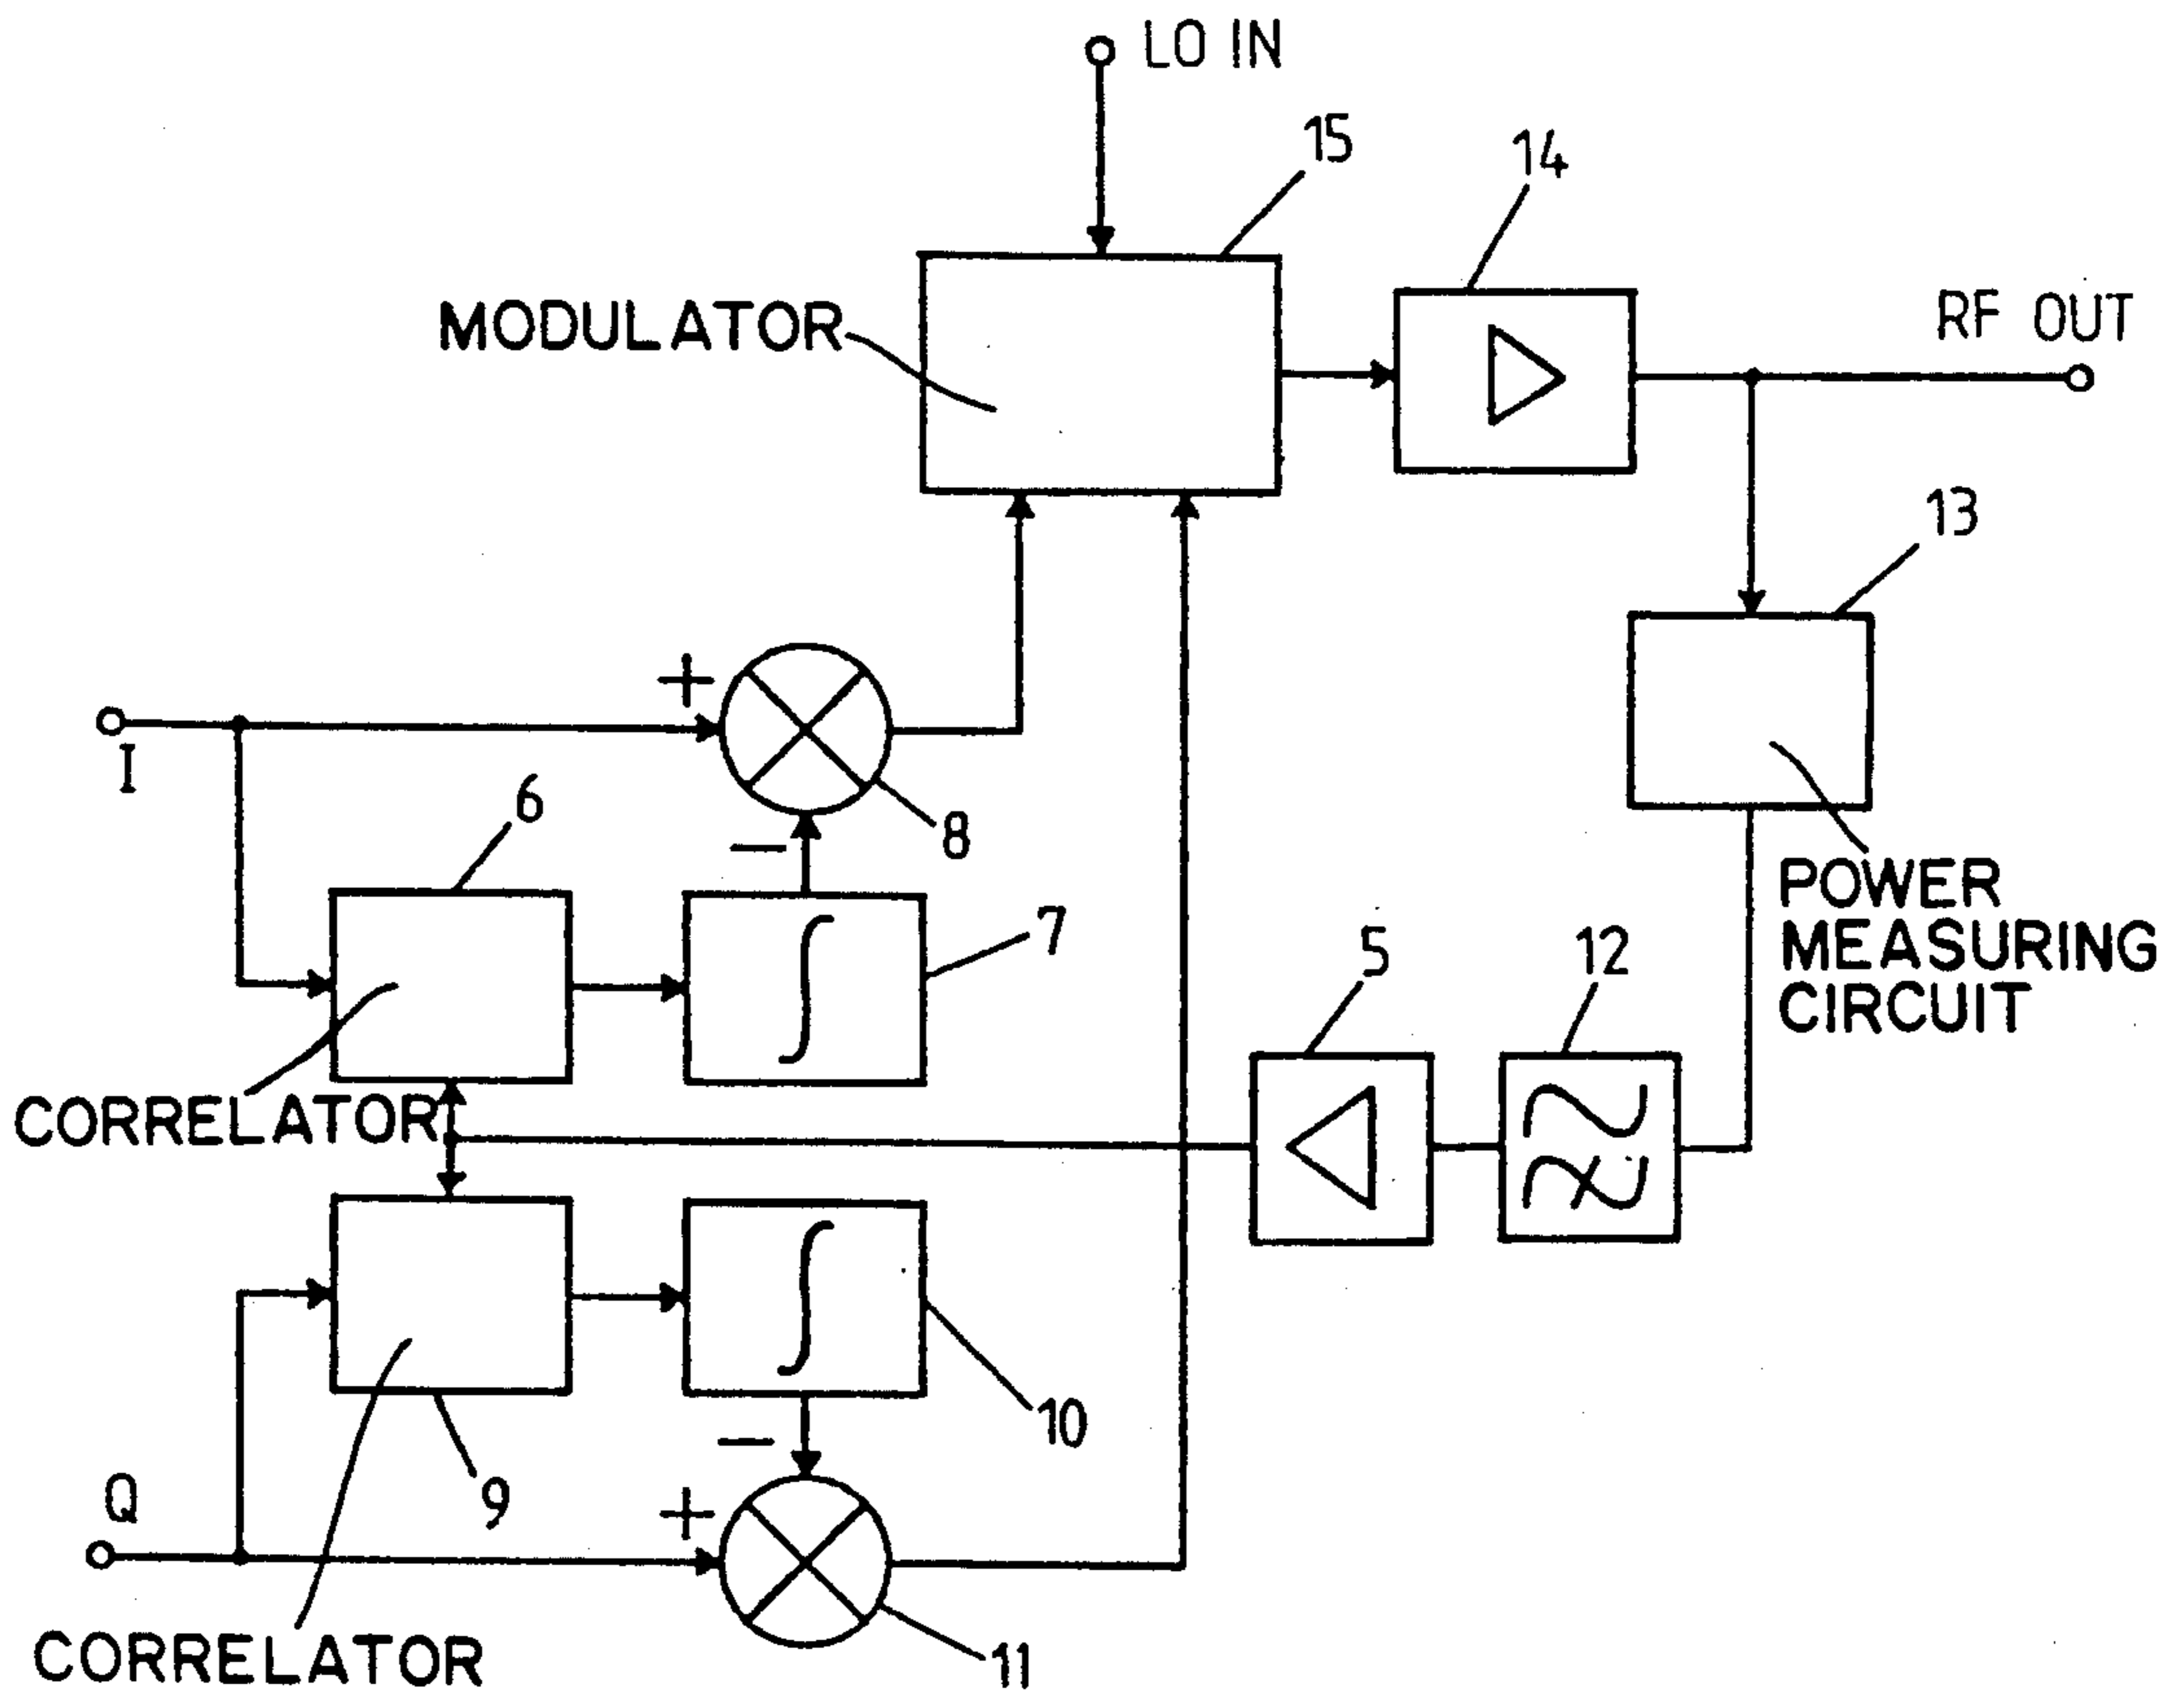 LO IN
15
14
MODULATOR
RF OUT
13
+
I
6
8
−
7
POWER
MEASURING
CIRCUIT
5
12
CORRELATOR
10
−
Q
9
+
CORRELATOR
11